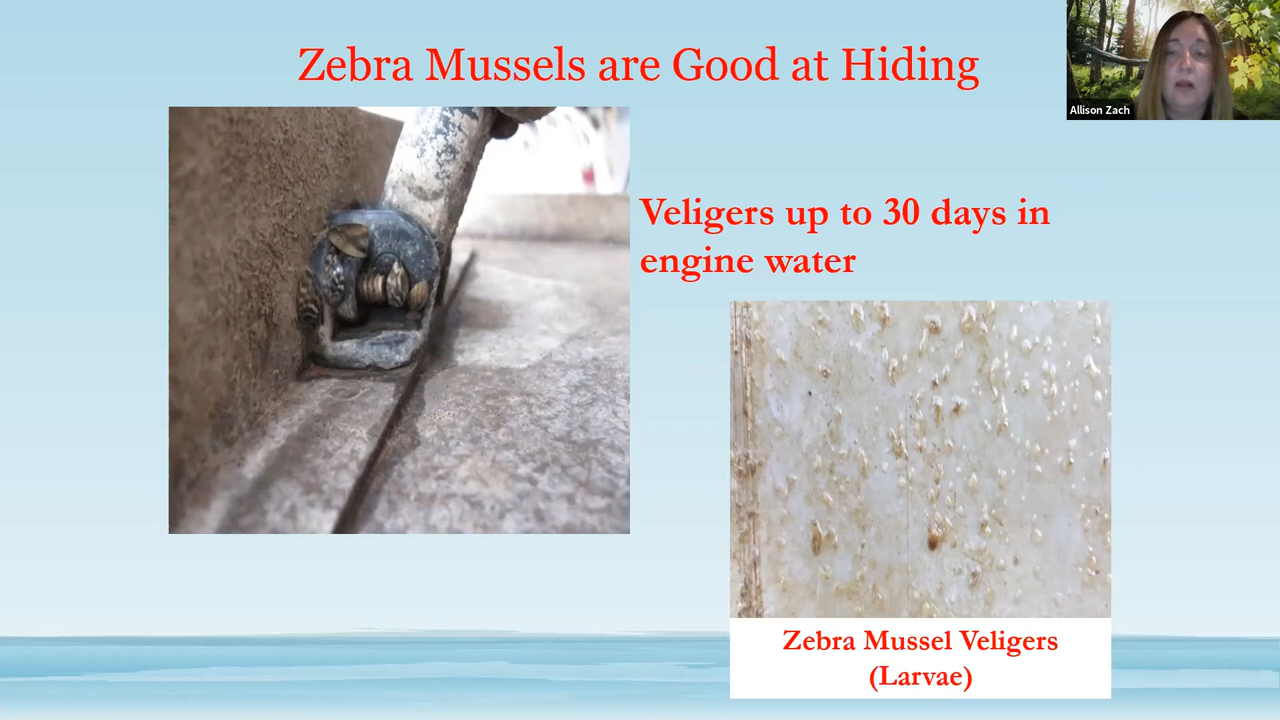 Zebra Mussels are Good at Hiding
Allison Zach
Veligers up to 30 days in
engine water
Zebra Mussel Veligers
(Larvae)